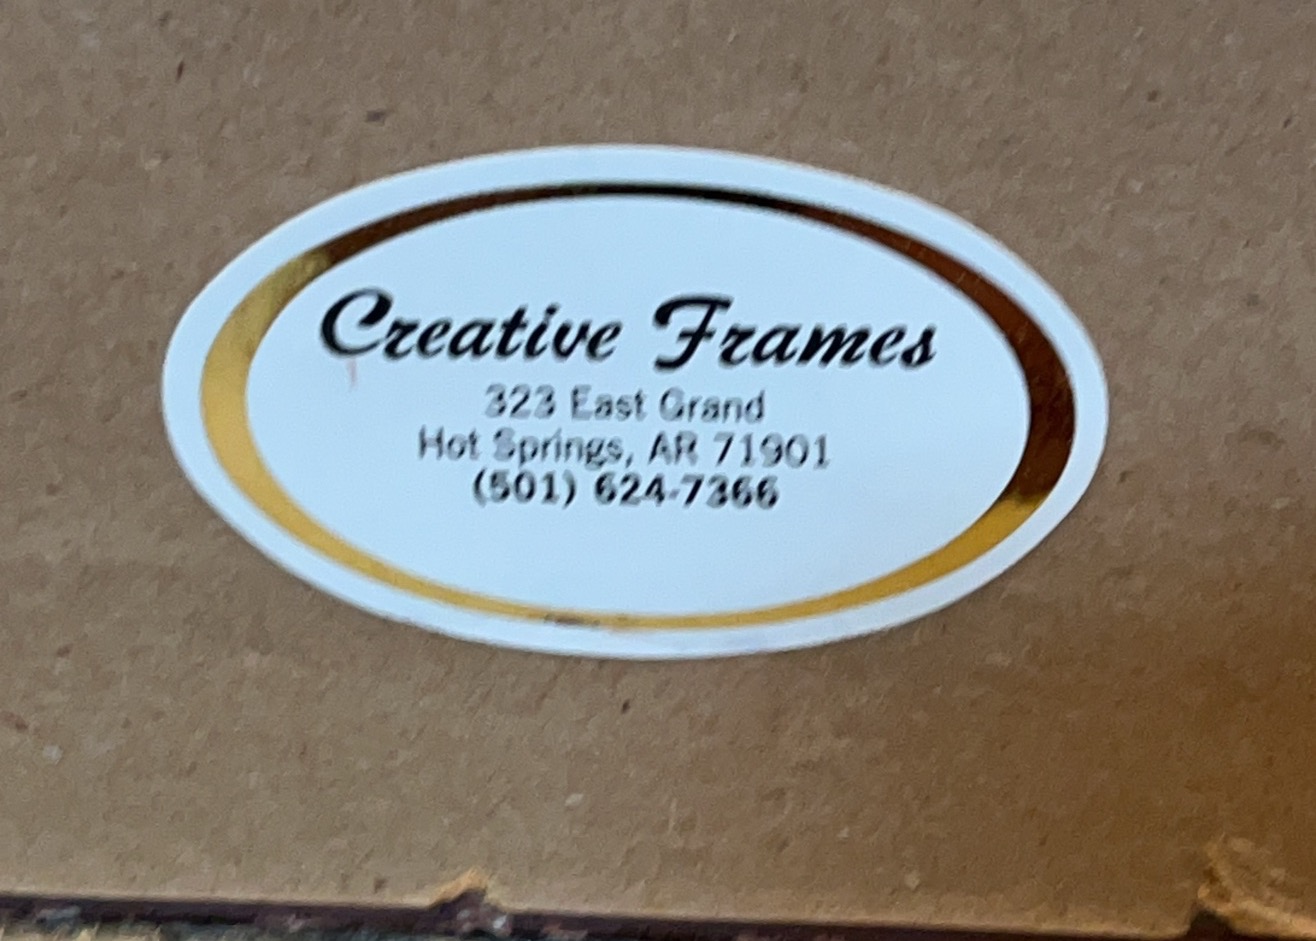 Creative Frames
323 East Grand
Hot Springs, AR 71901
(501) 624-7366